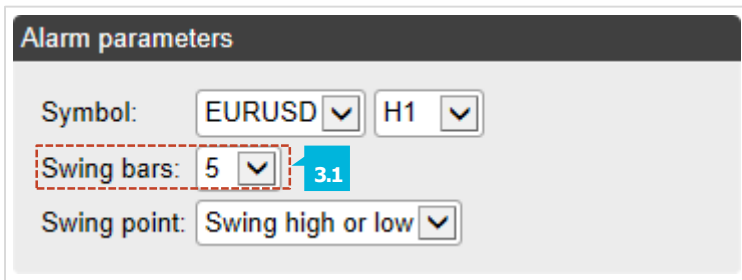 Alarm parameters
Symbol: EURUSD H1
Swing bars: 5 3.1
Swing point: Swing high or low